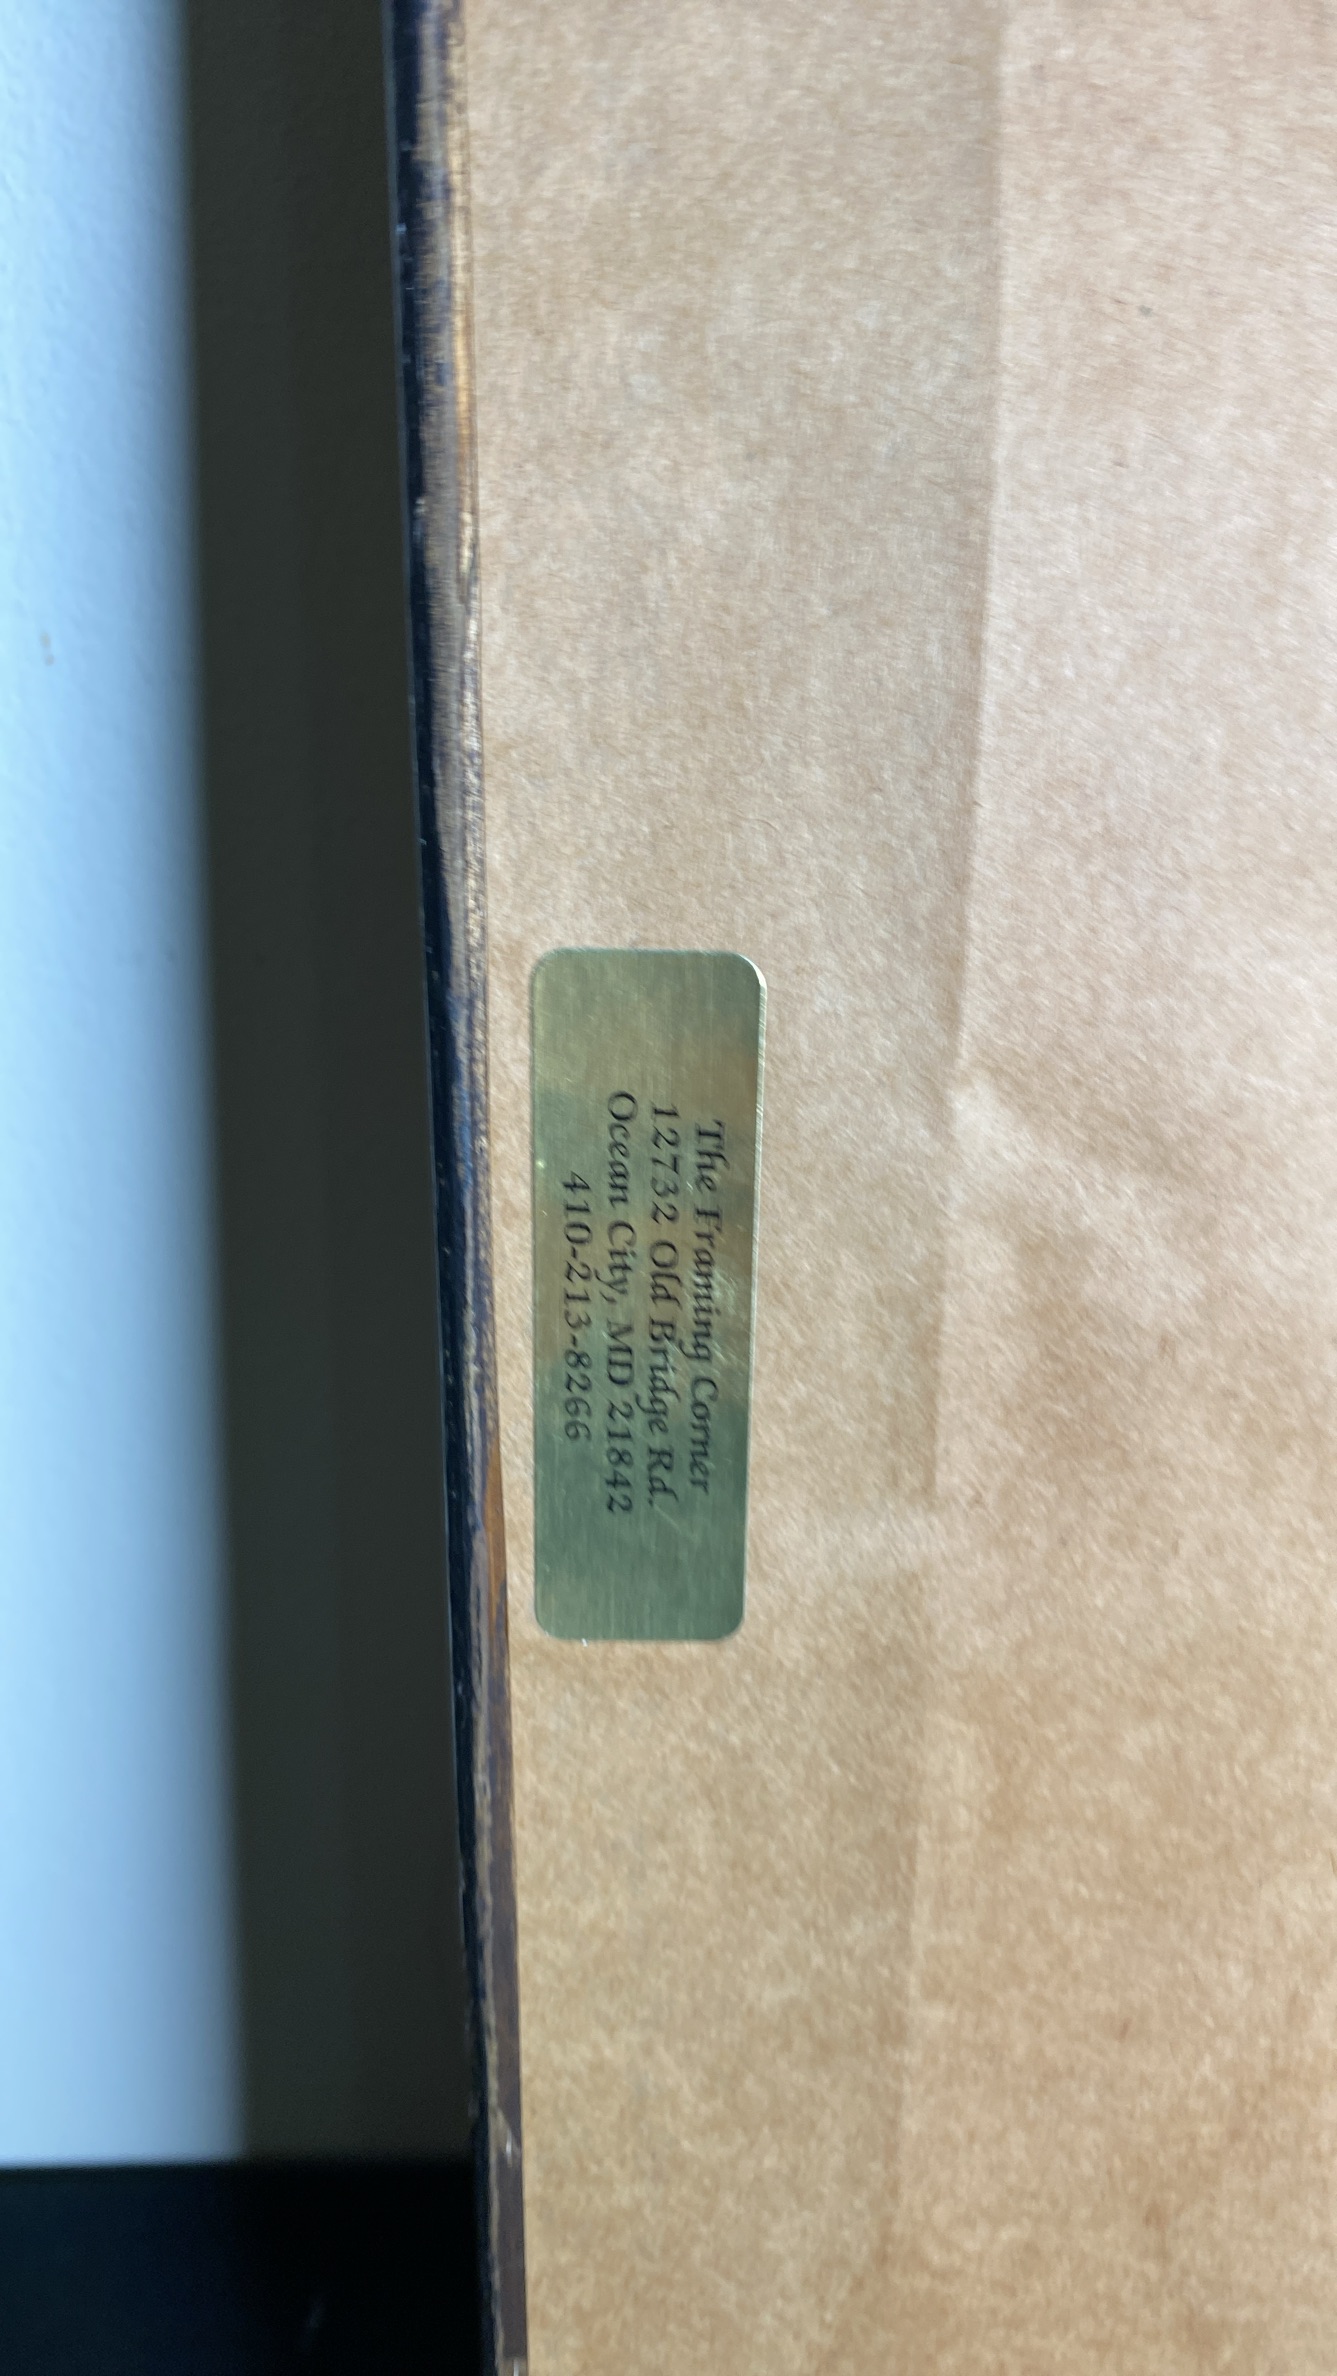 The Framing Corner
12732 Old Bridge Rd.
Ocean City, MD 21842
410-213-8266